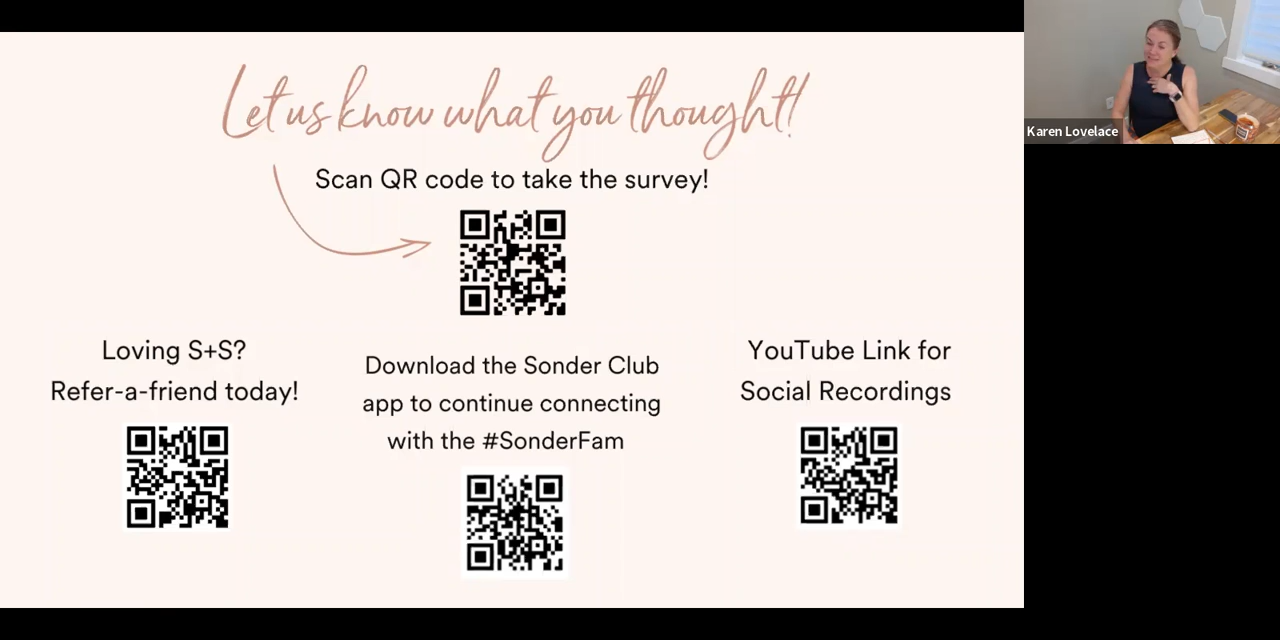 Let us know what you thought!
Scan QR code to take the survey!
Loving S+S?
Refer-a-friend today!
Download the Sonder Club
app to continue connecting
with the #SonderFam
YouTube Link for
Social Recordings
Karen Lovelace